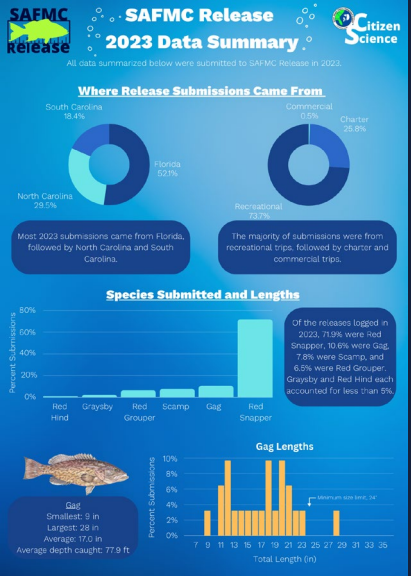 SAFMC
Release
SAFMC Release
2023 Data Summary
Citizen
Science
All data summarized below were submitted to SAFMC Release in 2023.
Where Release Submissions Came From
South Carolina
18.4%
Florida
52.1%
North Carolina
29.5%
Commercial
0.5%
Charter
25.8%
Recreational
73.7%
Most 2023 submissions came from Florida,
followed by North Carolina and South
Carolina.
The majority of submissions were from
recreational trips, followed by charter and
commercial trips.
Species Submitted and Lengths
Percent Submissions
80%
60%
40%
20%
0%
Red
Hind
Graysby
Red
Grouper
Scamp
Gag
Red
Snapper
Of the releases logged in
2023, 71.9% were Red
Snapper, 10.6% were Gag,
7.8% were Scamp, and
6.5% were Red Grouper.
Graysby and Red Hind each
accounted for less than 5%.
Gag
Smallest: 9 in
Largest: 28 in
Average: 17.0 in
Average depth caught: 77.9 ft
Gag Lengths
Percent Submissions
10%
8%
6%
4%
2%
0%
Minimum size limit, 24"
7 9 11 13 15 17 19 21 23 25 27 29 31 33 35
Total Length (in)